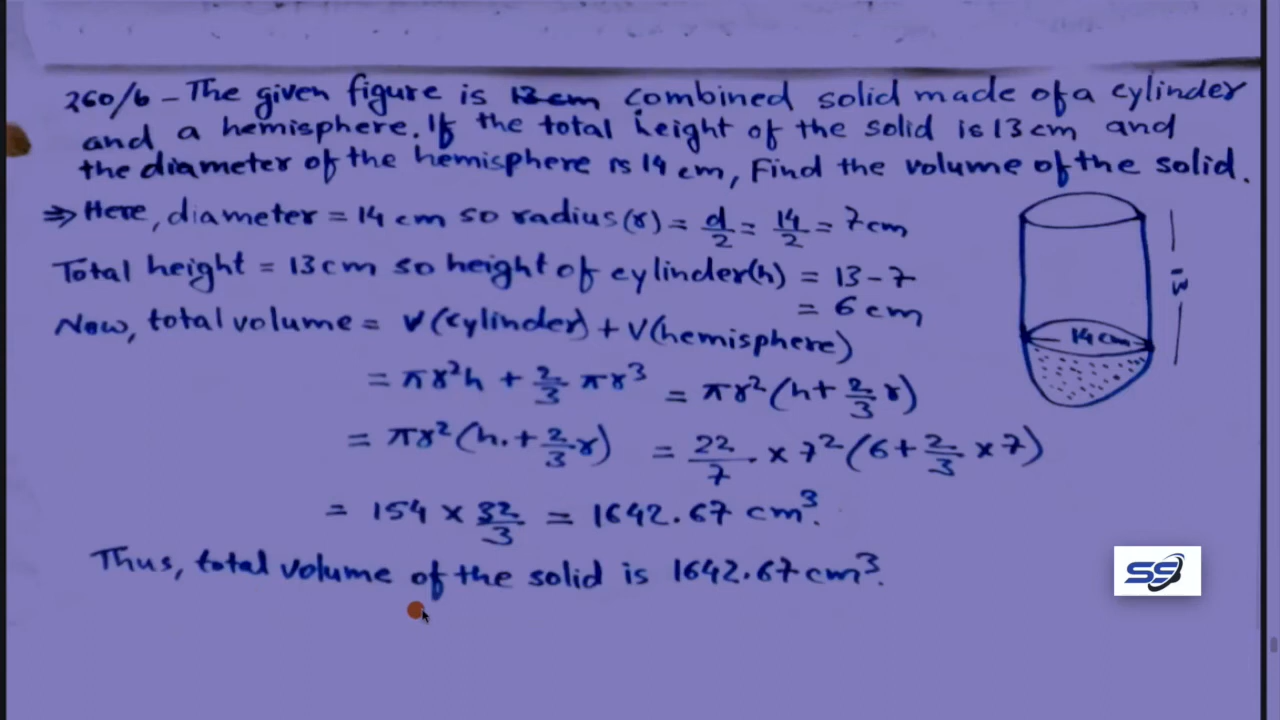 260/6 - The given figure is 13cm combined solid made of a cylinder
and a hemisphere. If the total height of the solid is 13 cm and
the diameter of the hemisphere is 14 cm, Find the volume of the solid.
⇒ Here, diameter = 14 cm so radius(r) = d/2 = 14/2 = 7cm
Total height = 13cm so height of cylinder(h) = 13 - 7
= 6 cm
Now, total volume = V(cylinder) + V(hemisphere)
= πr²h + 2/3 πr³ = πr²(h + 2/3 r)
= πr²(h. + 2/3 r) = 22/7 × 7²(6 + 2/3 × 7)
= 154 × 32/3 = 1642.67 cm³.
Thus, total volume of the solid is 1642.67 cm³.
13
14 cm
SS